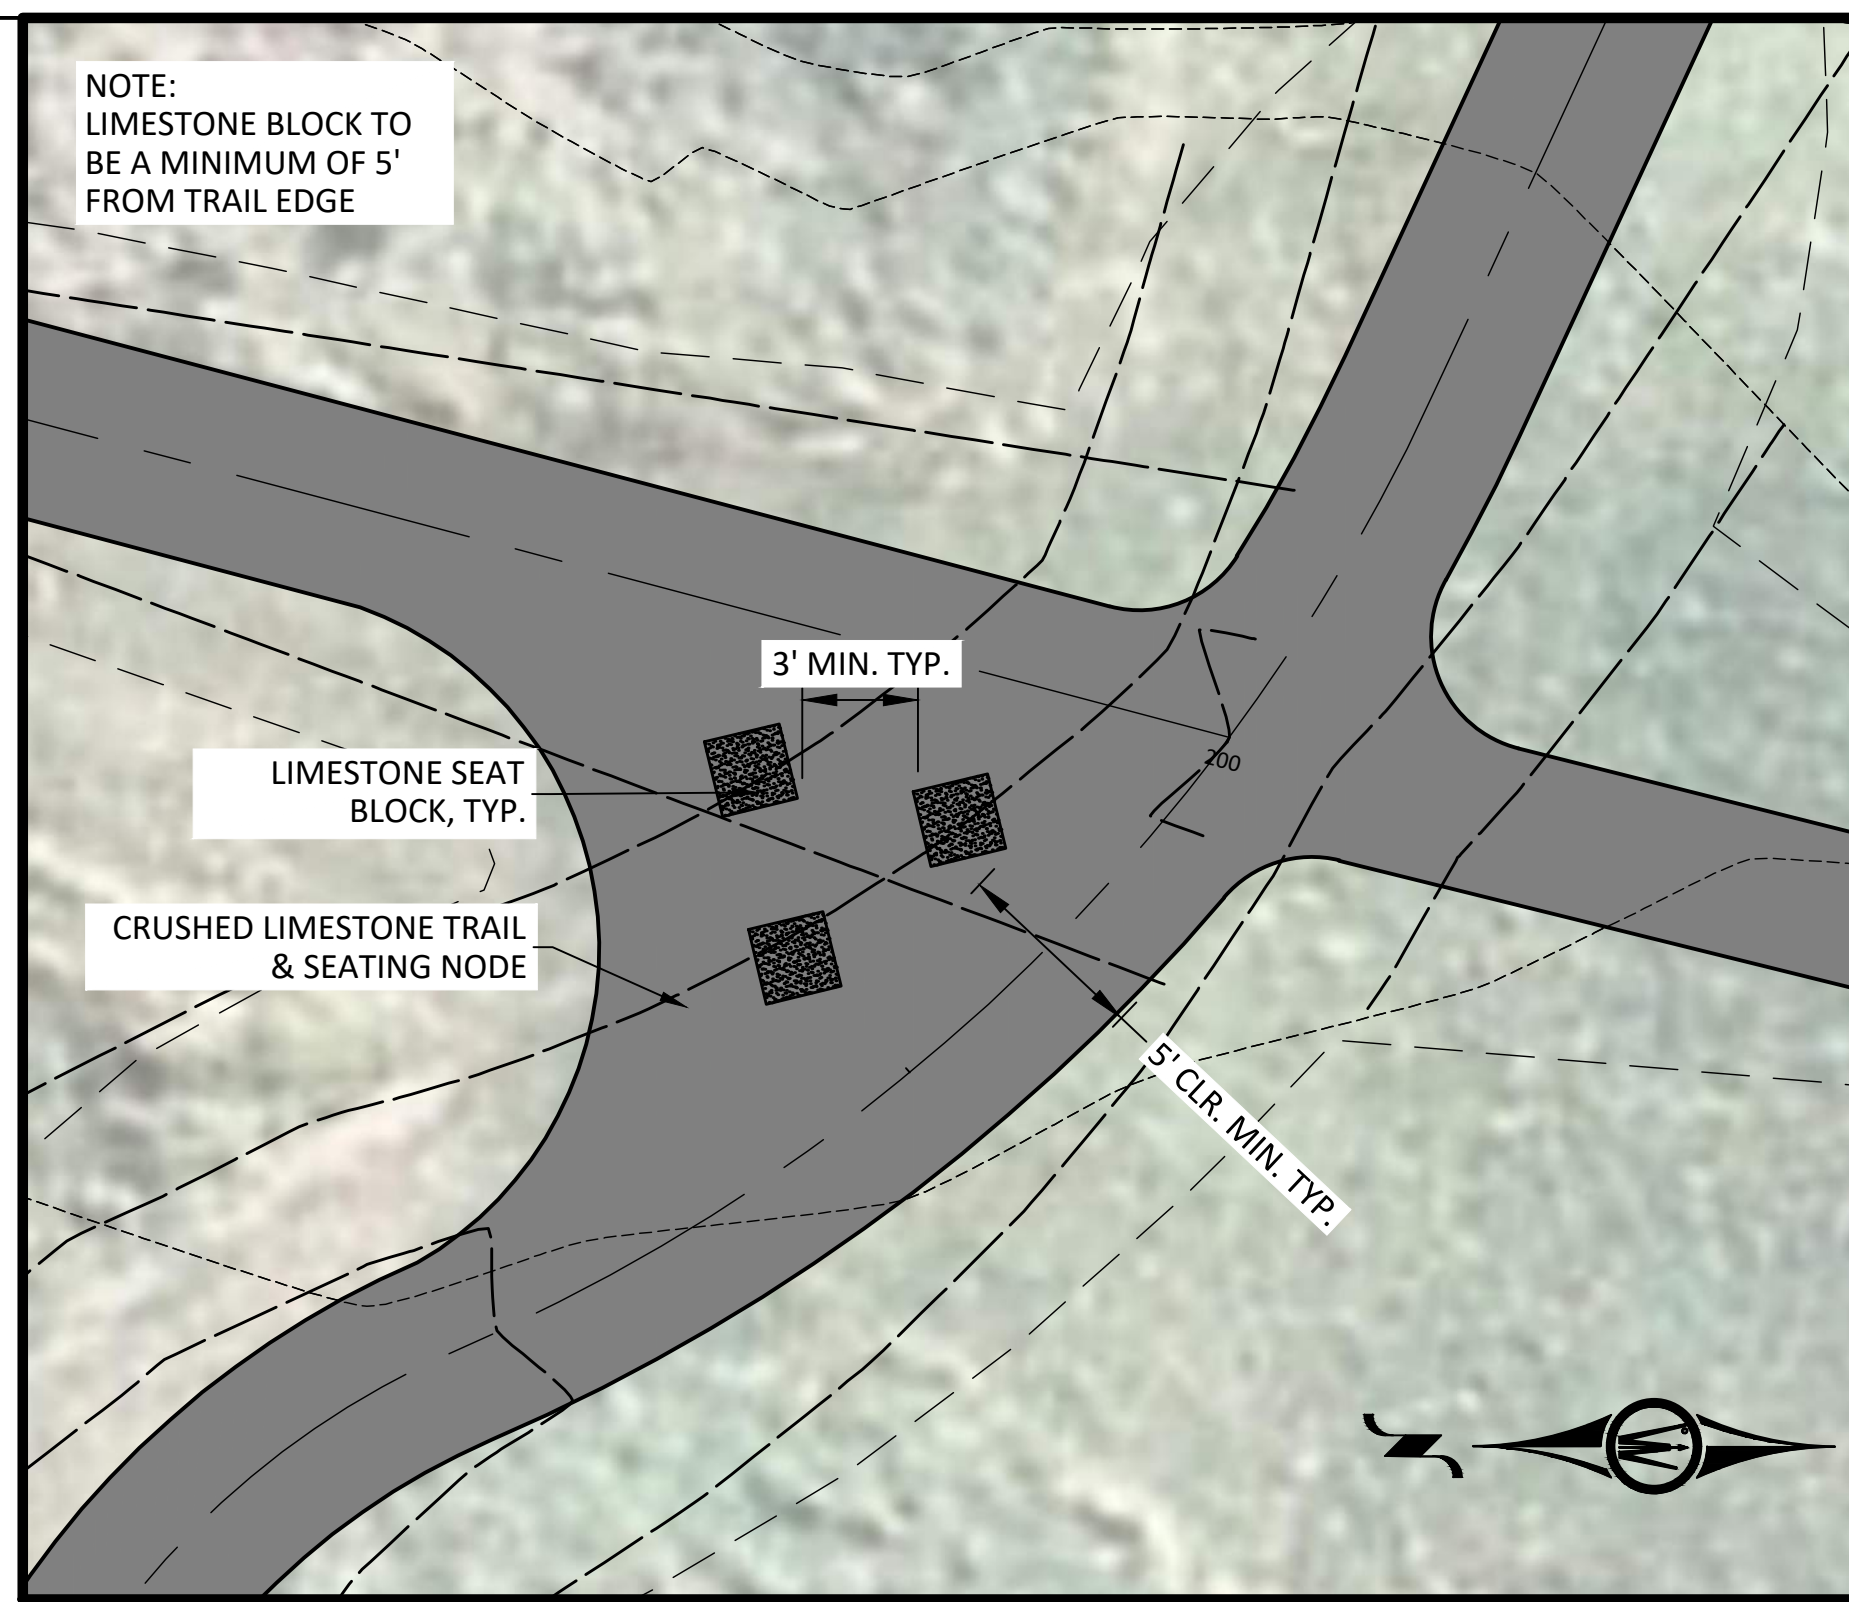 NOTE:
LIMESTONE BLOCK TO
BE A MINIMUM OF 5'
FROM TRAIL EDGE
3' MIN. TYP.
LIMESTONE SEAT
BLOCK, TYP.
200
CRUSHED LIMESTONE TRAIL
& SEATING NODE
5' CLR. MIN. TYP.